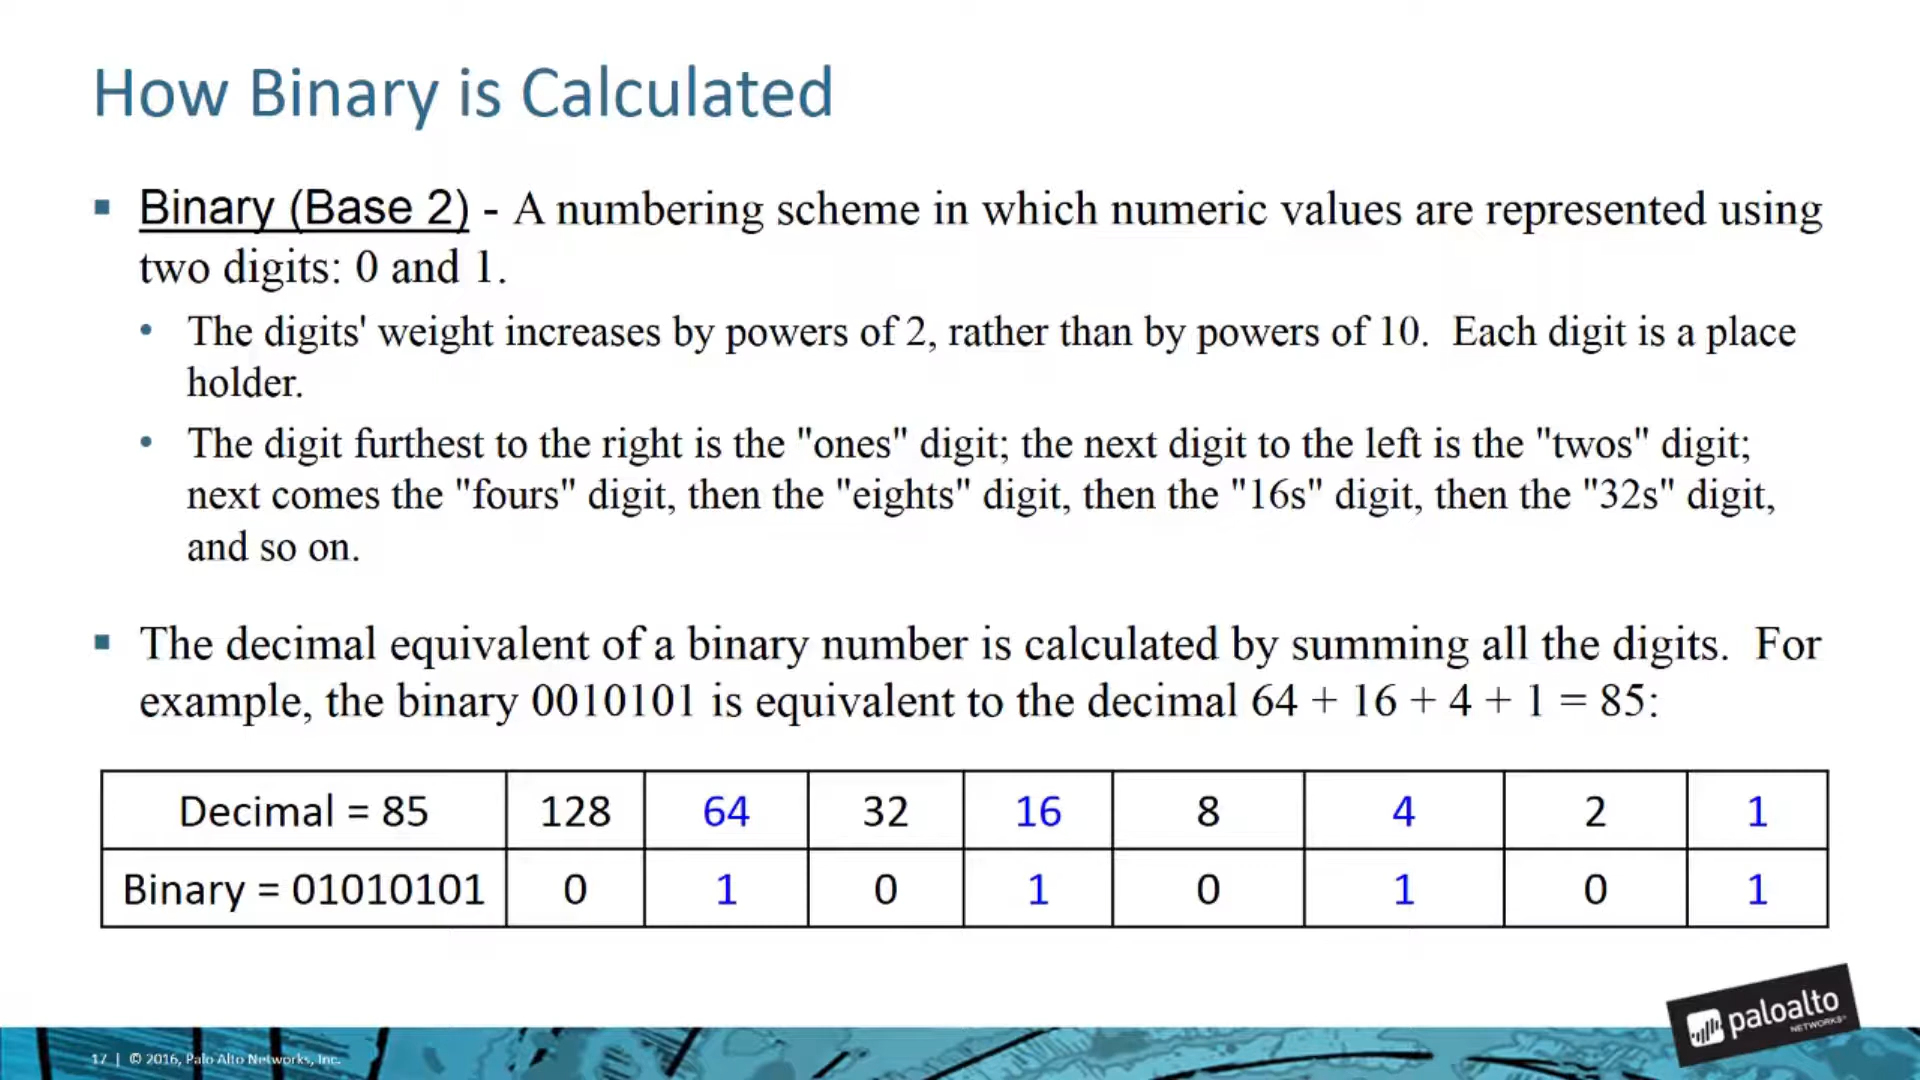 How Binary is Calculated
Binary (Base 2) - A numbering scheme in which numeric values are represented using
two digits: 0 and 1.
The digits' weight increases by powers of 2, rather than by powers of 10. Each digit is a place
holder.
The digit furthest to the right is the "ones" digit; the next digit to the left is the "twos" digit;
next comes the "fours" digit, then the "eights" digit, then the "16s" digit, then the "32s" digit,
and so on.
The decimal equivalent of a binary number is calculated by summing all the digits. For
example, the binary 0010101 is equivalent to the decimal 64 + 16 + 4 + 1 = 85:
Decimal = 85 128 64 32 16 8 4 2 1
Binary = 01010101 0 1 0 1 0 1 0 1
paloalto
NETWORKS
17 | © 2016, Palo Alto Networks, Inc.